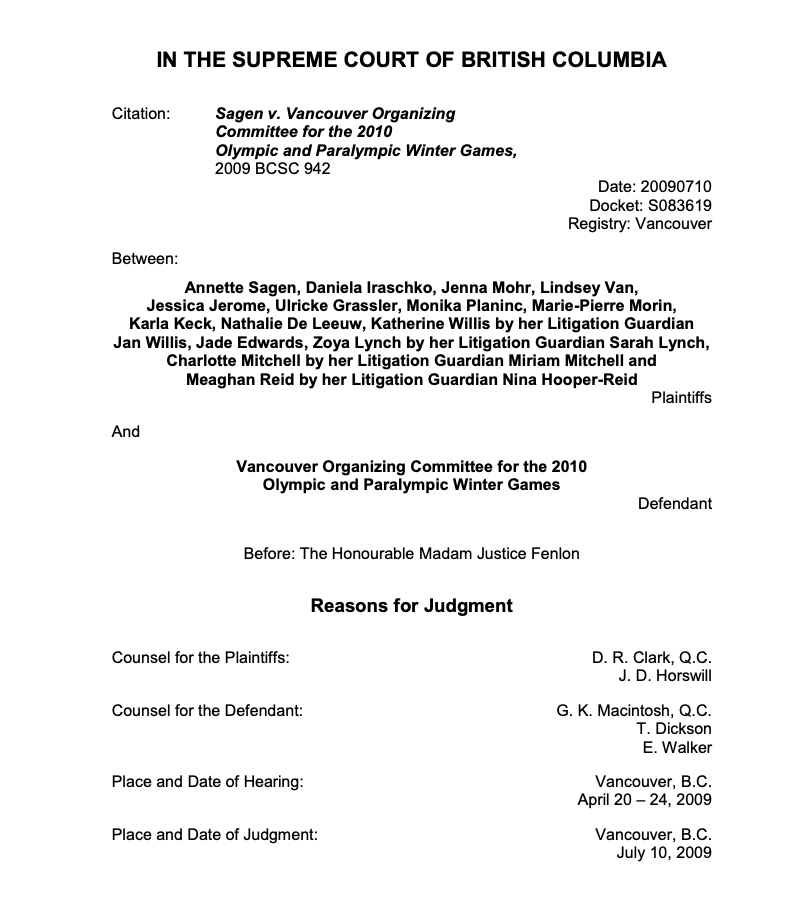 IN THE SUPREME COURT OF BRITISH COLUMBIA
Citation: Sagen v. Vancouver Organizing
Committee for the 2010
Olympic and Paralympic Winter Games,
2009 BCSC 942
Date: 20090710
Docket: S083619
Registry: Vancouver
Between:
Annette Sagen, Daniela Iraschko, Jenna Mohr, Lindsey Van,
Jessica Jerome, Ulricke Grassler, Monika Planinc, Marie-Pierre Morin,
Karla Keck, Nathalie De Leeuw, Katherine Willis by her Litigation Guardian
Jan Willis, Jade Edwards, Zoya Lynch by her Litigation Guardian Sarah Lynch,
Charlotte Mitchell by her Litigation Guardian Miriam Mitchell and
Meaghan Reid by her Litigation Guardian Nina Hooper-Reid
Plaintiffs
And
Vancouver Organizing Committee for the 2010
Olympic and Paralympic Winter Games
Defendant
Before: The Honourable Madam Justice Fenlon
Reasons for Judgment
Counsel for the Plaintiffs: D. R. Clark, Q.C.
J. D. Horswill
Counsel for the Defendant: G. K. Macintosh, Q.C.
T. Dickson
E. Walker
Place and Date of Hearing: Vancouver, B.C.
April 20 – 24, 2009
Place and Date of Judgment: Vancouver, B.C.
July 10, 2009